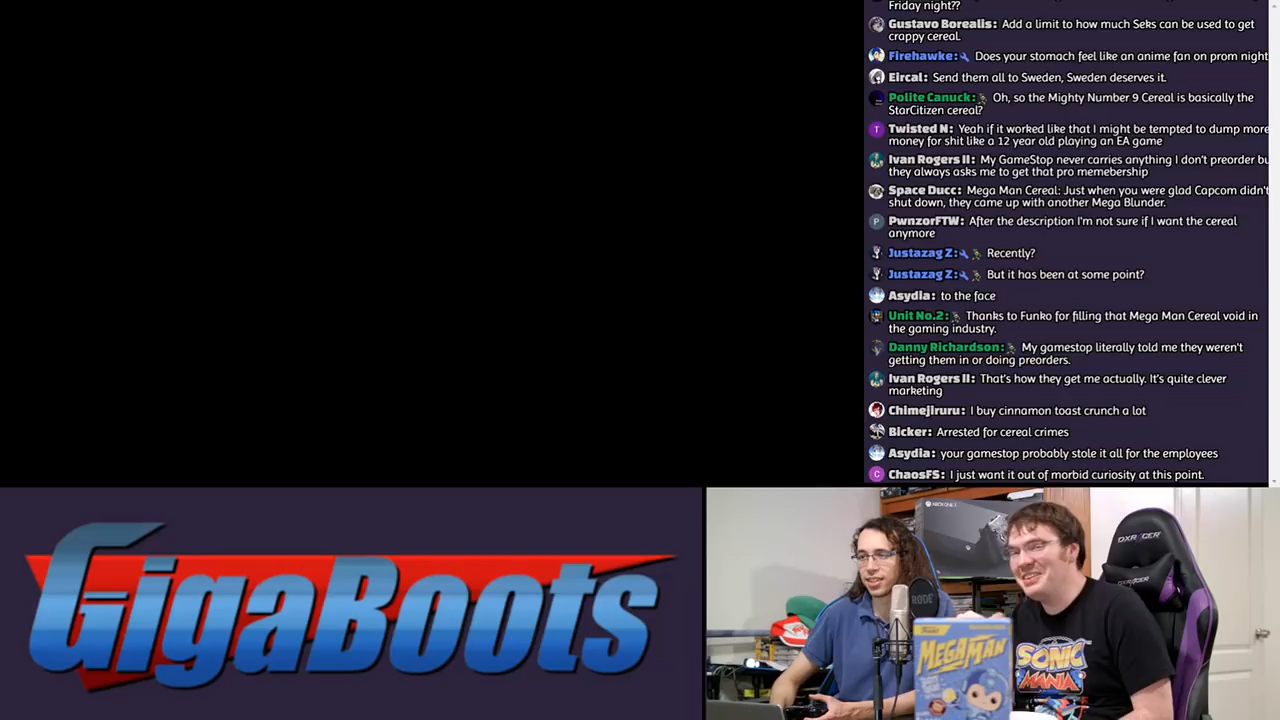 Friday night??
Gustavo Borealis: Add a limit to how much Seks can be used to get
crappy cereal.
Firehawke: Does your stomach feel like an anime fan on prom night
Eircal: Send them all to Sweden, Sweden deserves it.
Polite Canuck: Oh, so the Mighty Number 9 Cereal is basically the
StarCitizen cereal?
T Twisted N: Yeah if it worked like that I might be tempted to dump more
money for shit like a 12 year old playing an EA game
Ivan Rogers II: My GameStop never carries anything I don't preorder bu
they always asks me to get that pro memebership
Space Ducc: Mega Man Cereal: Just when you were glad Capcom didn't
shut down, they came up with another Mega Blunder.
P PwnzorFTW: After the description I'm not sure if I want the cereal
anymore
Justazag Z: Recently?
Justazag Z: But it has been at some point?
Asydia: to the face
Unit No.2: Thanks to Funko for filling that Mega Man Cereal void in
the gaming industry.
Danny Richardson: My gamestop literally told me they weren't
getting them in or doing preorders.
Ivan Rogers II: That's how they get me actually. It's quite clever
marketing
Chimejiruru: I buy cinnamon toast crunch a lot
Bicker: Arrested for cereal crimes
Asydia: your gamestop probably stole it all for the employees
C ChaosFS: I just want it out of morbid curiosity at this point.
GigaBoots
XBOX ONE X
DXRACER
DXRACER
RØDE
MEGAMAN
SONIC
MANIA